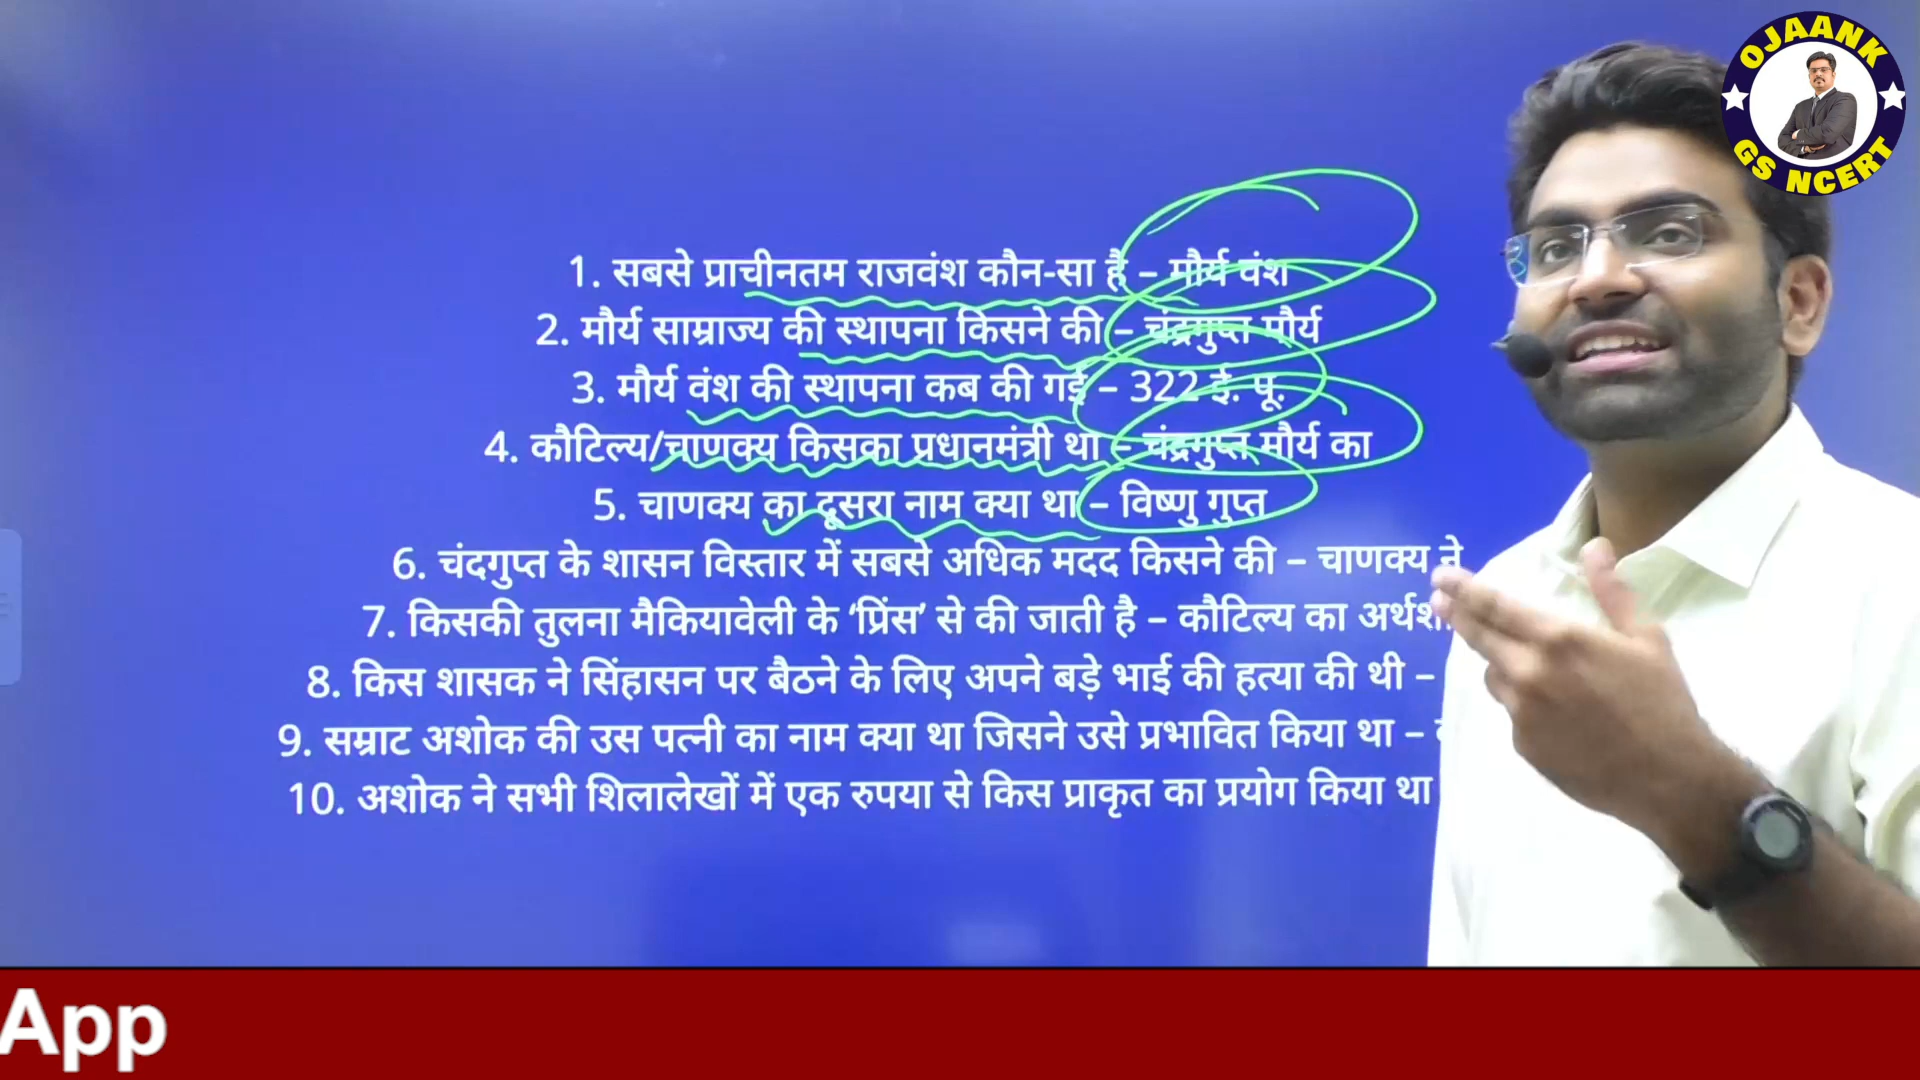 OJAANK
GS NCERT
1. सबसे प्राचीनतम राजवंश कौन-सा है – मौर्य वंश
2. मौर्य साम्राज्य की स्थापना किसने की – चंद्रगुप्त मौर्य
3. मौर्य वंश की स्थापना कब की गई – 322 ई. पू.
4. कौटिल्य/चाणक्य किसका प्रधानमंत्री था – चंद्रगुप्त मौर्य का
5. चाणक्य का दूसरा नाम क्या था – विष्णु गुप्त
6. चंदगुप्त के शासन विस्तार में सबसे अधिक मदद किसने की – चाणक्य ने
7. किसकी तुलना मैकियावेली के ‘प्रिंस’ से की जाती है – कौटिल्य का
8. किस शासक ने सिंहासन पर बैठने के लिए अपने बड़े भाई की हत्या की थी –
9. सम्राट अशोक की उस पत्नी का नाम क्या था जिसने उसे प्रभावित किया था –
10. अशोक ने सभी शिलालेखों में एक रुपया से किस प्राकृत का प्रयोग किया था
App